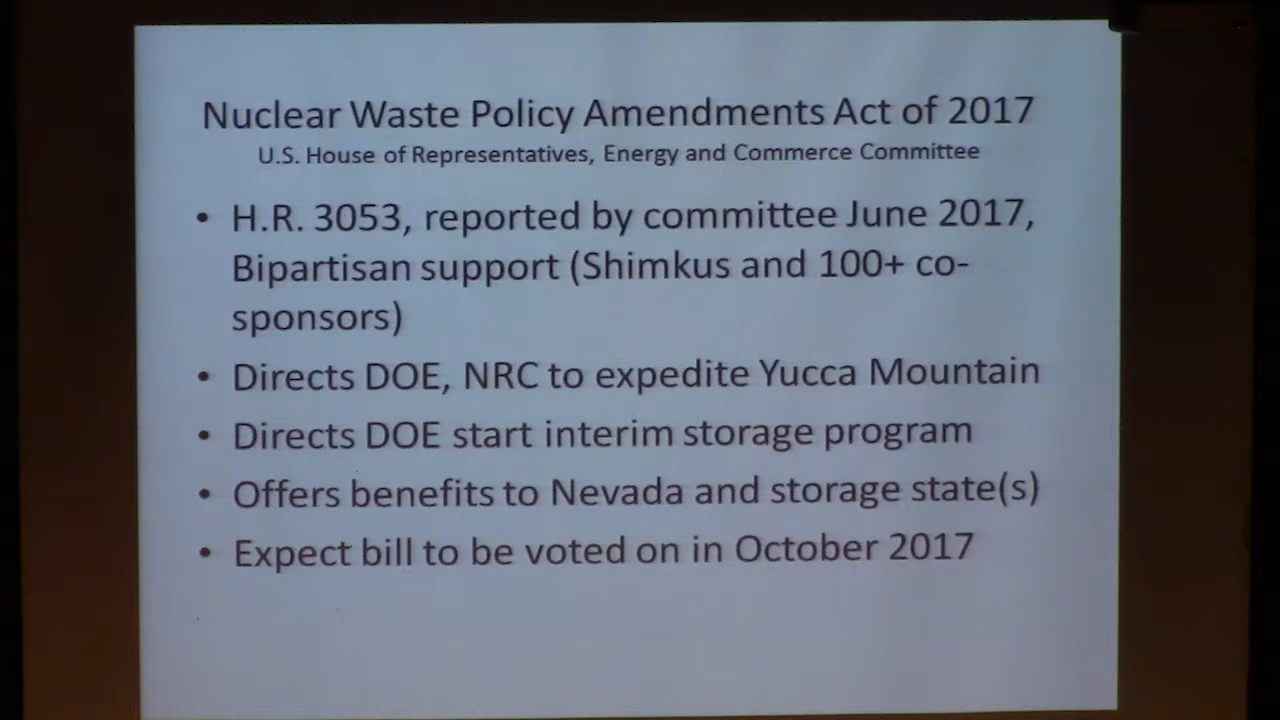 Nuclear Waste Policy Amendments Act of 2017
U.S. House of Representatives, Energy and Commerce Committee
• H.R. 3053, reported by committee June 2017,
Bipartisan support (Shimkus and 100+ co-
sponsors)
• Directs DOE, NRC to expedite Yucca Mountain
• Directs DOE start interim storage program
• Offers benefits to Nevada and storage state(s)
• Expect bill to be voted on in October 2017